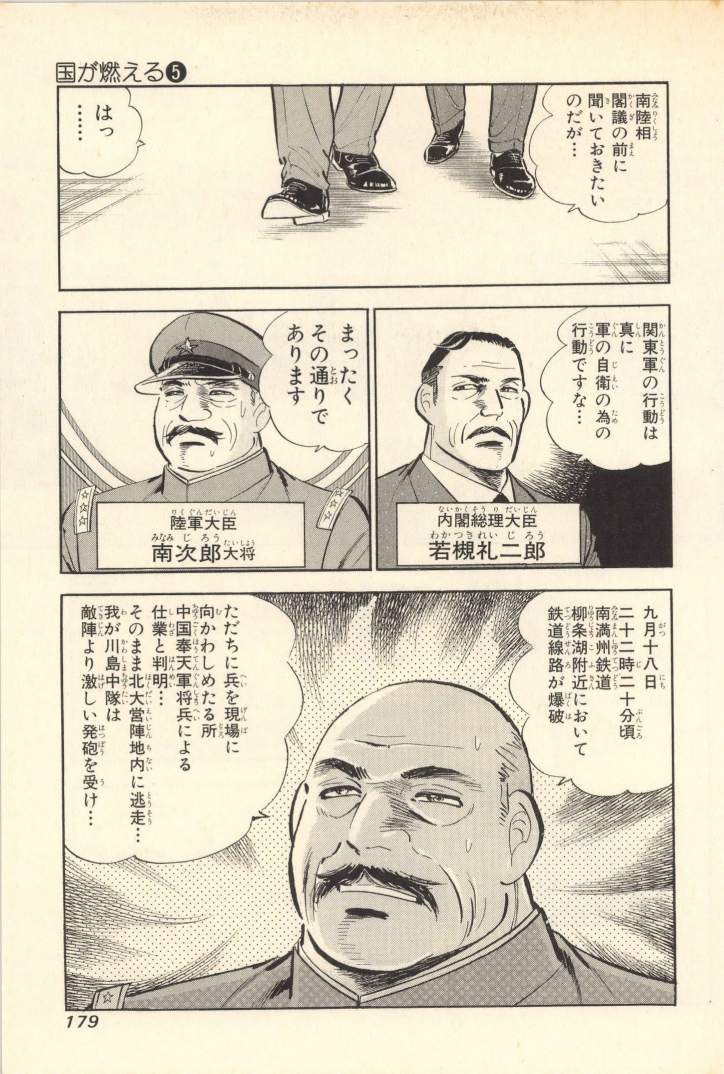 国が燃える❺
南陸相
閣議の前に
聞いておきたい
のだが…
はっ
……
関東軍の行動は
真に
軍の自衛の為の
行動ですな…
内閣総理大臣
若槻礼二郎
まったく
その通りで
あります
陸軍大臣
南次郎大将
九月十八日
二十二時二十分頃
南満州鉄道
柳条湖附近において
鉄道線路が爆破
ただちに兵を現場に
向かわしめたる所
中国奉天軍将兵による
仕業と判明…
そのまま北大営陣地内に逃走…
我が川島中隊は
敵陣より激しい発砲を受け…
179